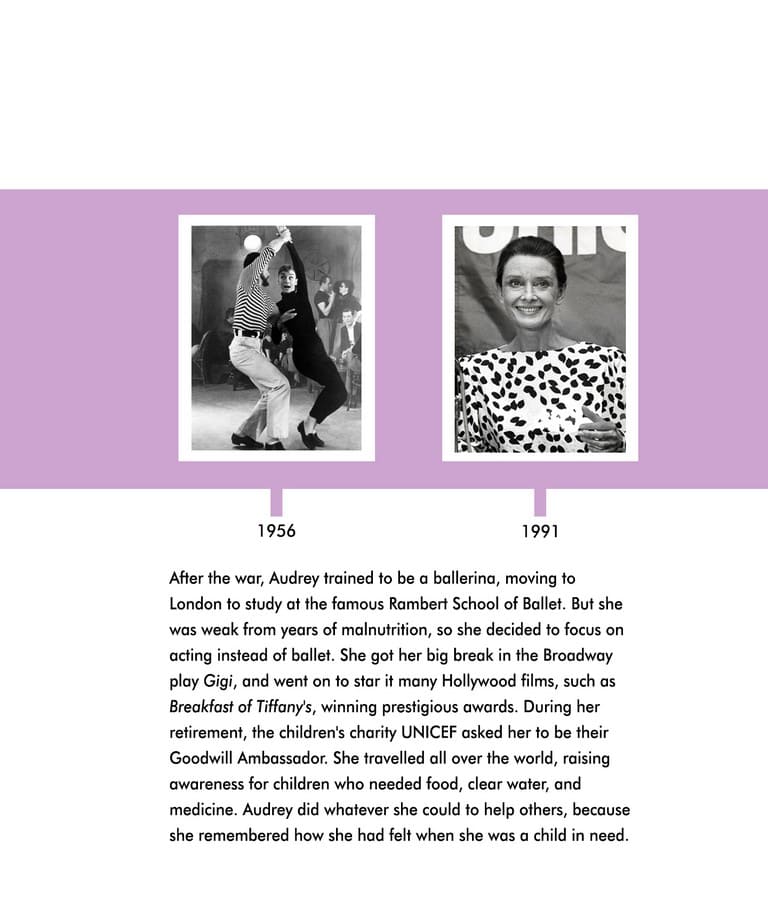 unic
1956
1991
After the war, Audrey trained to be a ballerina, moving to
London to study at the famous Rambert School of Ballet. But she
was weak from years of malnutrition, so she decided to focus on
acting instead of ballet. She got her big break in the Broadway
play Gigi, and went on to star it many Hollywood films, such as
Breakfast of Tiffany's, winning prestigious awards. During her
retirement, the children's charity UNICEF asked her to be their
Goodwill Ambassador. She travelled all over the world, raising
awareness for children who needed food, clear water, and
medicine. Audrey did whatever she could to help others, because
she remembered how she had felt when she was a child in need.